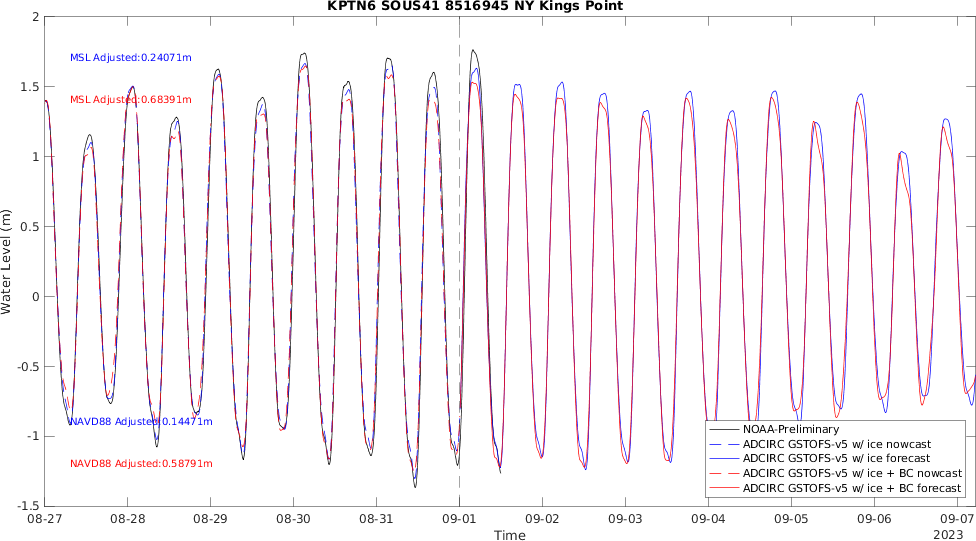 KPTN6 SOUS41 8516945 NY Kings Point
2
1.5
1
0.5
0
-0.5
-1
-1.5
Water Level (m)
MSL Adjusted:0.24071m
MSL Adjusted:0.68391m
NAVD88 Adjusted:0.14471m
NAVD88 Adjusted:0.58791m
NOAA-Preliminary
ADCIRC GSTOFS-v5 w/ ice nowcast
ADCIRC GSTOFS-v5 w/ ice forecast
ADCIRC GSTOFS-v5 w/ ice + BC nowcast
ADCIRC GSTOFS-v5 w/ ice + BC forecast
08-27 08-28 08-29 08-30 08-31 09-01 09-02 09-03 09-04 09-05 09-06 09-07
Time
2023